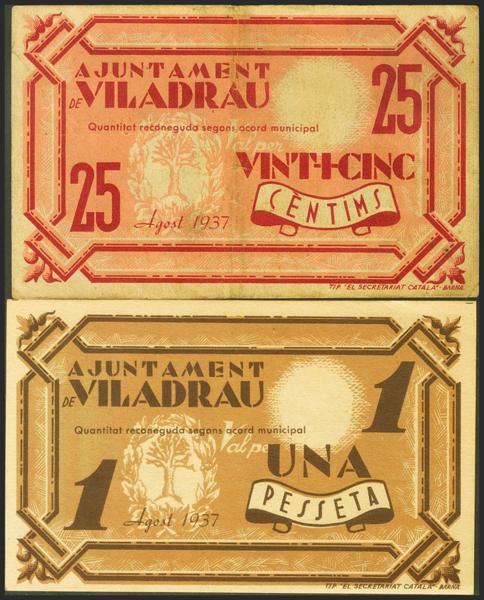 AJUNTAMENT
DE VILADRAU
25
Quantitat reconeguda segons acord municipal
Val per
VINT-I-CINC
CÈNTIMS
25
Agost 1937
TIP. "EL SECRETARIAT CATALÀ".-BARNA.
AJUNTAMENT
DE VILADRAU
1
Quantitat reconeguda segons acord municipal
Val per
UNA
PESSETA
1
Agost 1937
TIP. "EL SECRETARIAT CATALÀ".-BARNA.